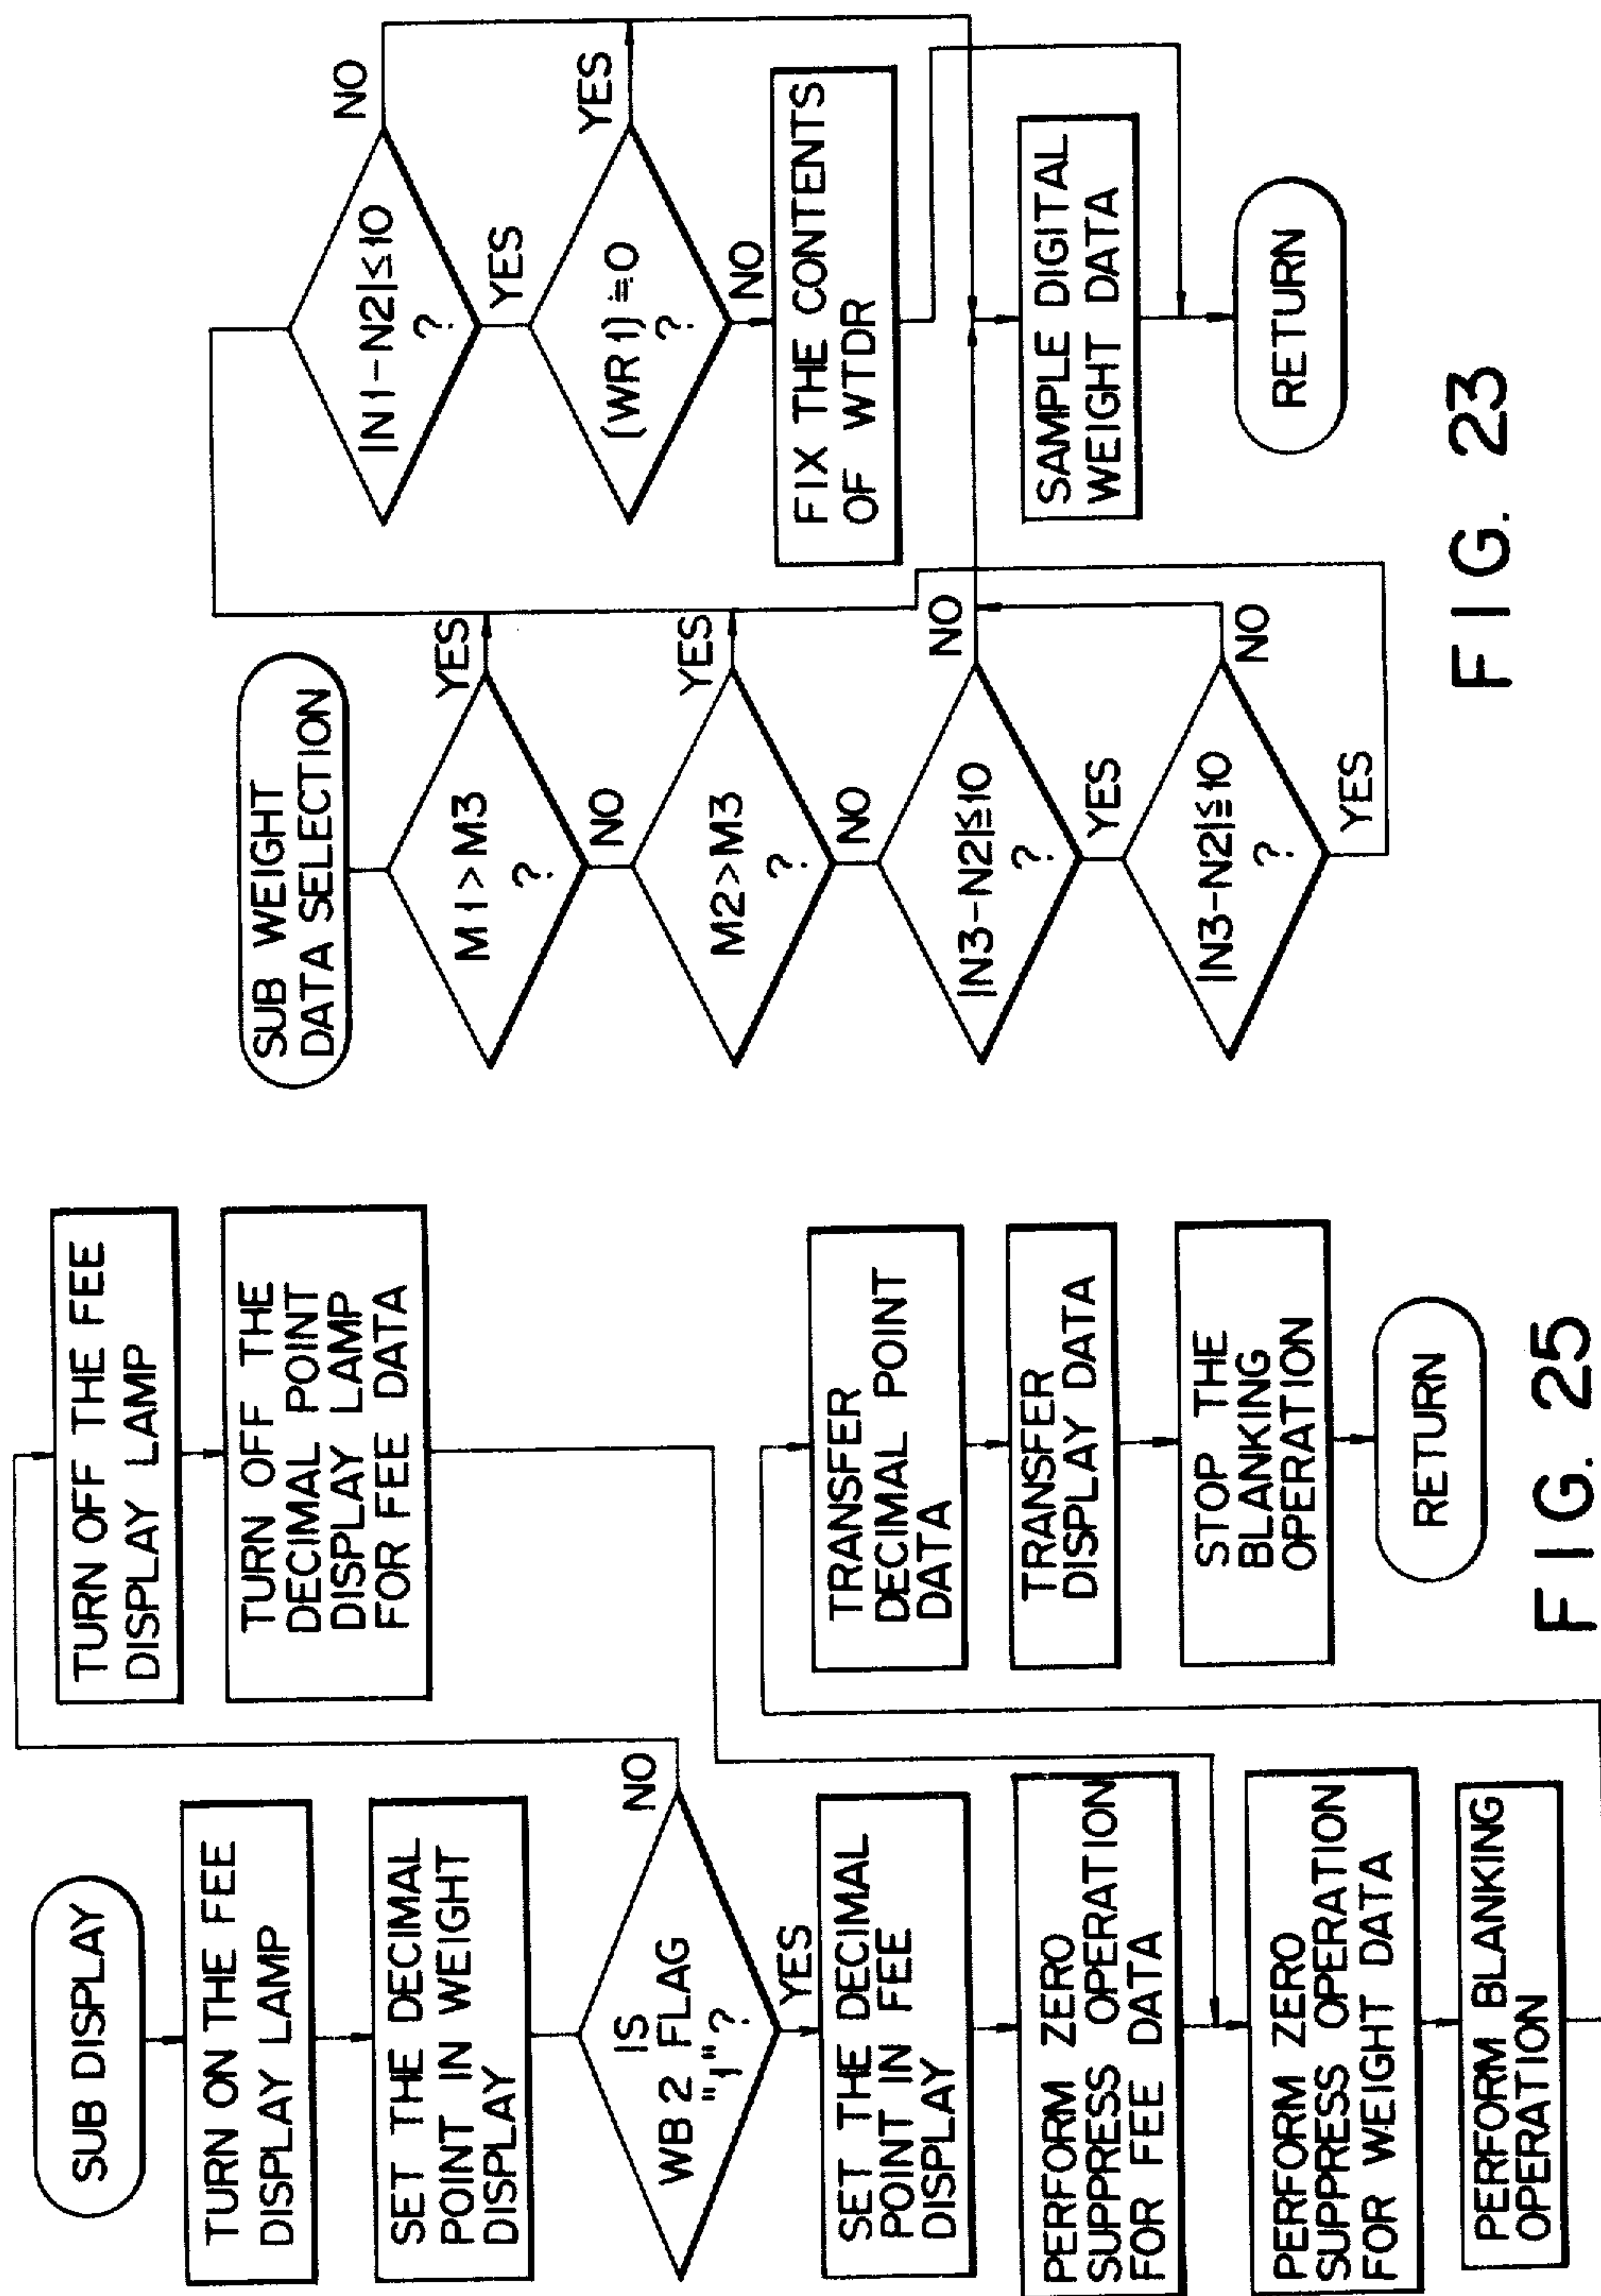 SUB DISPLAY
TURN ON THE FEE
DISPLAY LAMP
SET THE DECIMAL
POINT IN WEIGHT
DISPLAY
IS
WB2 FLAG
"1"?
NO
YES
SET THE DECIMAL
POINT IN FEE
DISPLAY
PERFORM ZERO
SUPPRESS OPERATION
FOR FEE DATA
PERFORM ZERO
SUPPRESS OPERATION
FOR WEIGHT DATA
PERFORM BLANKING
OPERATION
TURN OFF THE FEE
DISPLAY LAMP
TURN OFF THE
DECIMAL POINT
DISPLAY LAMP
FOR FEE DATA
TRANSFER
DECIMAL POINT
DATA
TRANSFER
DISPLAY DATA
STOP THE
BLANKING
OPERATION
RETURN
FIG. 25
SUB WEIGHT
DATA SELECTION
M1>M3
?
YES
NO
M2>M3
?
YES
NO
|N3-N2|≦10
?
NO
YES
|N3-N2|≦10
?
NO
YES
|N1-N2|≦10
?
NO
YES
(WR1)≒0
?
YES
NO
FIX THE CONTENTS
OF WTDR
SAMPLE DIGITAL
WEIGHT DATA
RETURN
FIG. 23